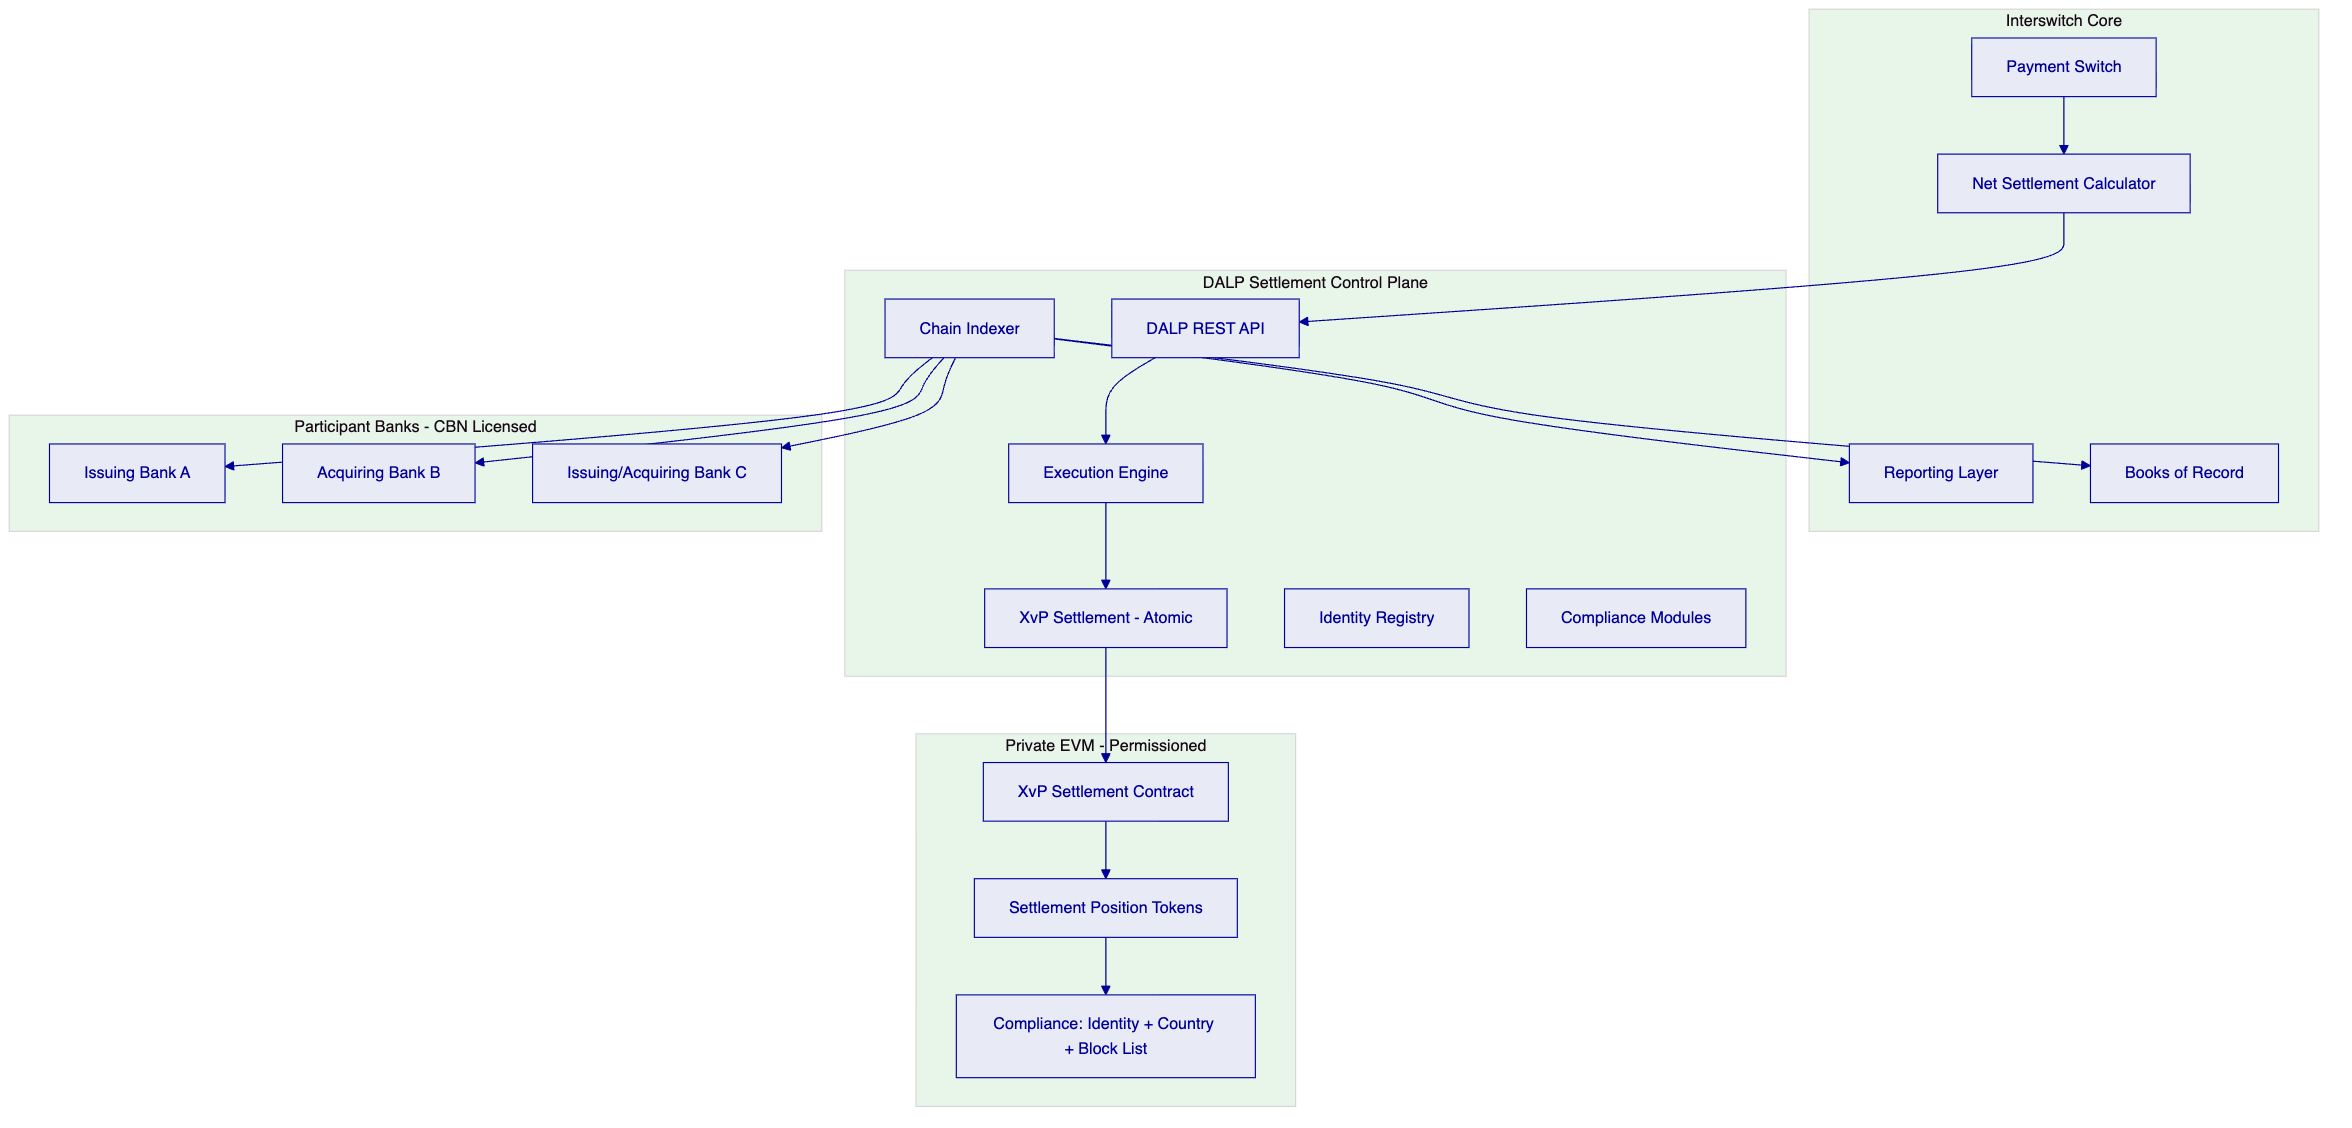 Interswitch Core
Payment Switch
Net Settlement Calculator
DALP Settlement Control Plane
Chain Indexer
DALP REST API
Participant Banks - CBN Licensed
Issuing Bank A
Acquiring Bank B
Issuing/Acquiring Bank C
Execution Engine
Reporting Layer
Books of Record
XvP Settlement - Atomic
Identity Registry
Compliance Modules
Private EVM - Permissioned
XvP Settlement Contract
Settlement Position Tokens
Compliance: Identity + Country
+ Block List